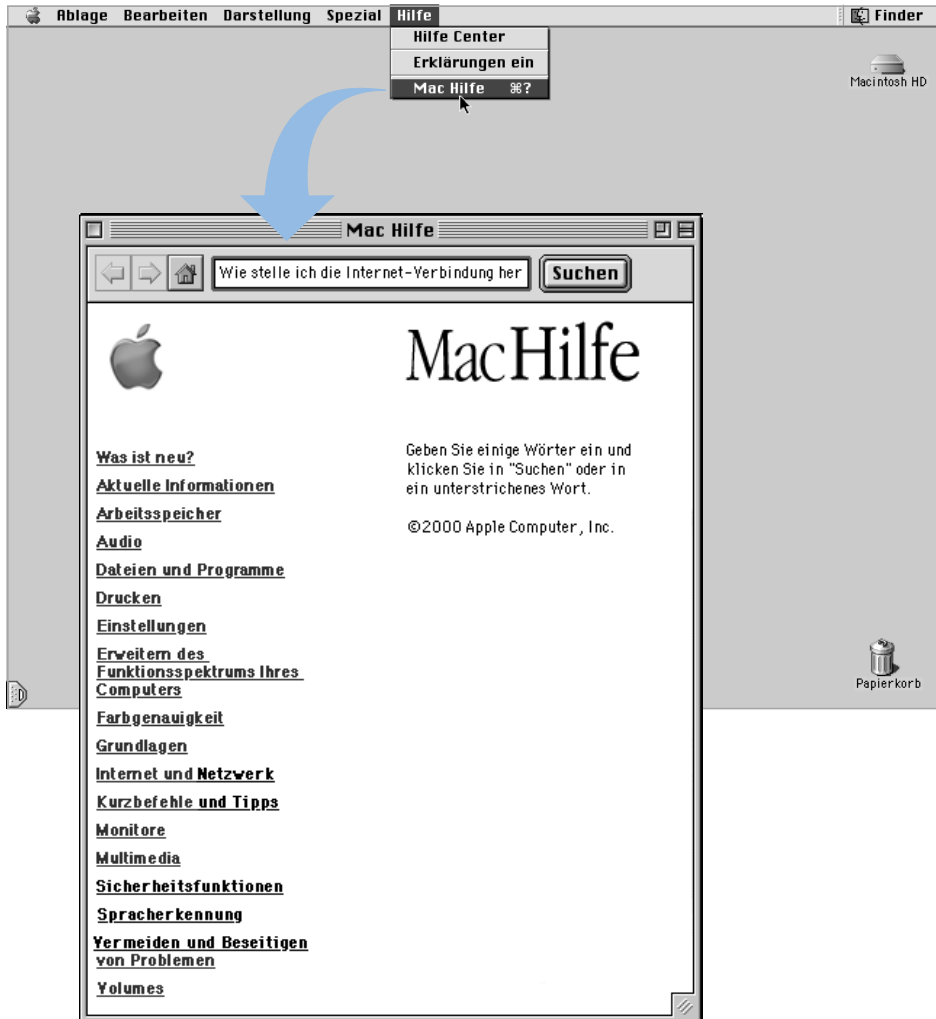 Ablage Bearbeiten Darstellung Spezial Hilfe Finder
Hilfe Center
Erklärungen ein
Mac Hilfe ⌘?
Macintosh HD
Mac Hilfe
Wie stelle ich die Internet-Verbindung her
Suchen
MacHilfe
Was ist neu?
Aktuelle Informationen
Arbeitsspeicher
Audio
Dateien und Programme
Drucken
Einstellungen
Erweitern des
Funktionsspektrums Ihres
Computers
Farbgenauigkeit
Grundlagen
Internet und Netzwerk
Kurzbefehle und Tipps
Monitore
Multimedia
Sicherheitsfunktionen
Spracherkennung
Vermeiden und Beseitigen
von Problemen
Volumes
Geben Sie einige Wörter ein und
klicken Sie in "Suchen" oder in
ein unterstrichenes Wort.
©2000 Apple Computer, Inc.
Papierkorb